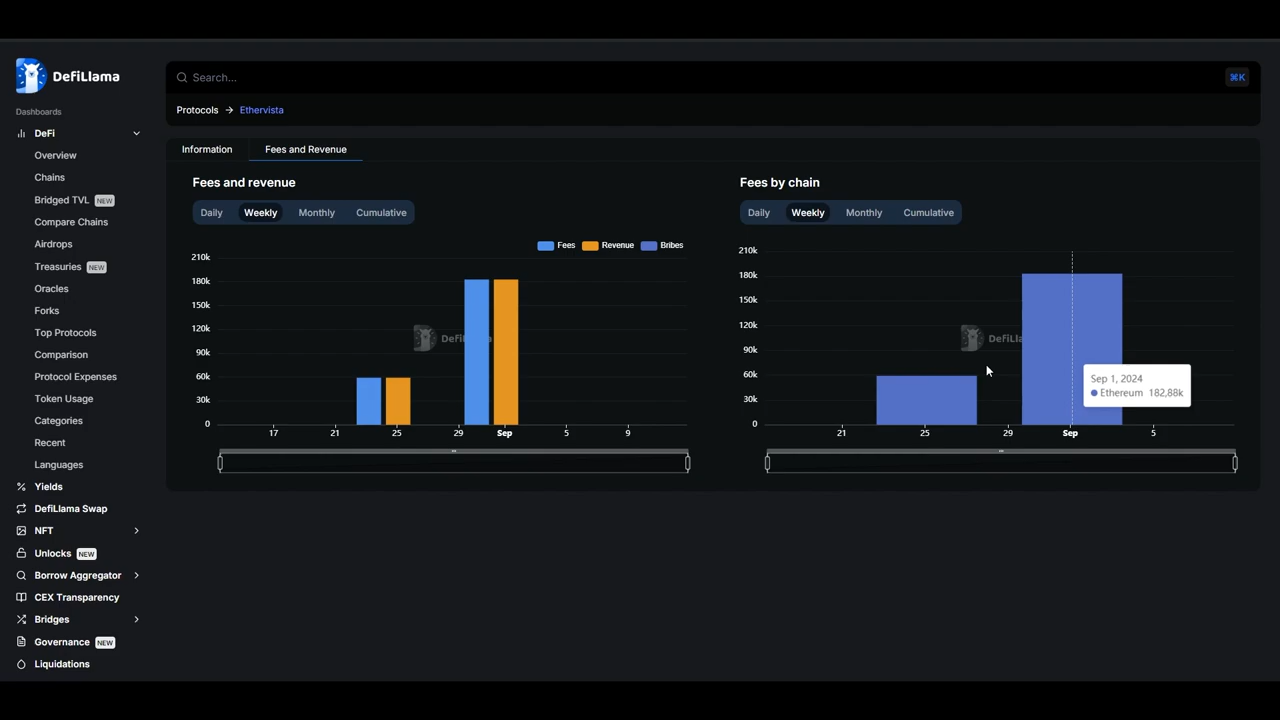 DefiLlama
Search...
⌘K
Protocols → Ethervista
Dashboards
DeFi
Overview
Chains
Bridged TVL NEW
Compare Chains
Airdrops
Treasuries NEW
Oracles
Forks
Top Protocols
Comparison
Protocol Expenses
Token Usage
Categories
Recent
Languages
Yields
DefiLlama Swap
NFT
Unlocks NEW
Borrow Aggregator
CEX Transparency
Bridges
Governance NEW
Liquidations
Information
Fees and Revenue
Fees and revenue
Daily Weekly Monthly Cumulative
Fees Revenue Bribes
210k
180k
150k
120k
90k
60k
30k
0
17 21 25 29 Sep 5 9
Fees by chain
Daily Weekly Monthly Cumulative
210k
180k
150k
120k
90k
60k
30k
0
21 25 29 Sep 5
Sep 1, 2024
Ethereum 182,88k